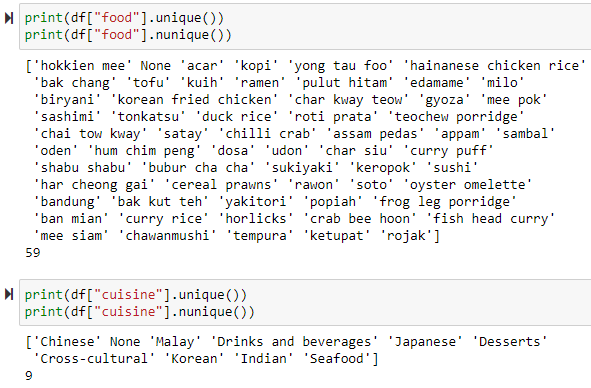 print(df["food"].unique())
print(df["food"].nunique())
['hokkien mee' None 'acar' 'kopi' 'yong tau foo' 'hainanese chicken rice'
 'bak chang' 'tofu' 'kuih' 'ramen' 'pulut hitam' 'edamame' 'milo'
 'biryani' 'korean fried chicken' 'char kway teow' 'gyoza' 'mee pok'
 'sashimi' 'tonkatsu' 'duck rice' 'roti prata' 'teochew porridge'
 'chai tow kway' 'satay' 'chilli crab' 'assam pedas' 'appam' 'sambal'
 'oden' 'hum chim peng' 'dosa' 'udon' 'char siu' 'curry puff'
 'shabu shabu' 'bubur cha cha' 'sukiyaki' 'keropok' 'sushi'
 'har cheong gai' 'cereal prawns' 'rawon' 'soto' 'oyster omelette'
 'bandung' 'bak kut teh' 'yakitori' 'popiah' 'frog leg porridge'
 'ban mian' 'curry rice' 'horlicks' 'crab bee hoon' 'fish head curry'
 'mee siam' 'chawanmushi' 'tempura' 'ketupat' 'rojak']
59
print(df["cuisine"].unique())
print(df["cuisine"].nunique())
['Chinese' None 'Malay' 'Drinks and beverages' 'Japanese' 'Desserts'
 'Cross-cultural' 'Korean' 'Indian' 'Seafood']
9